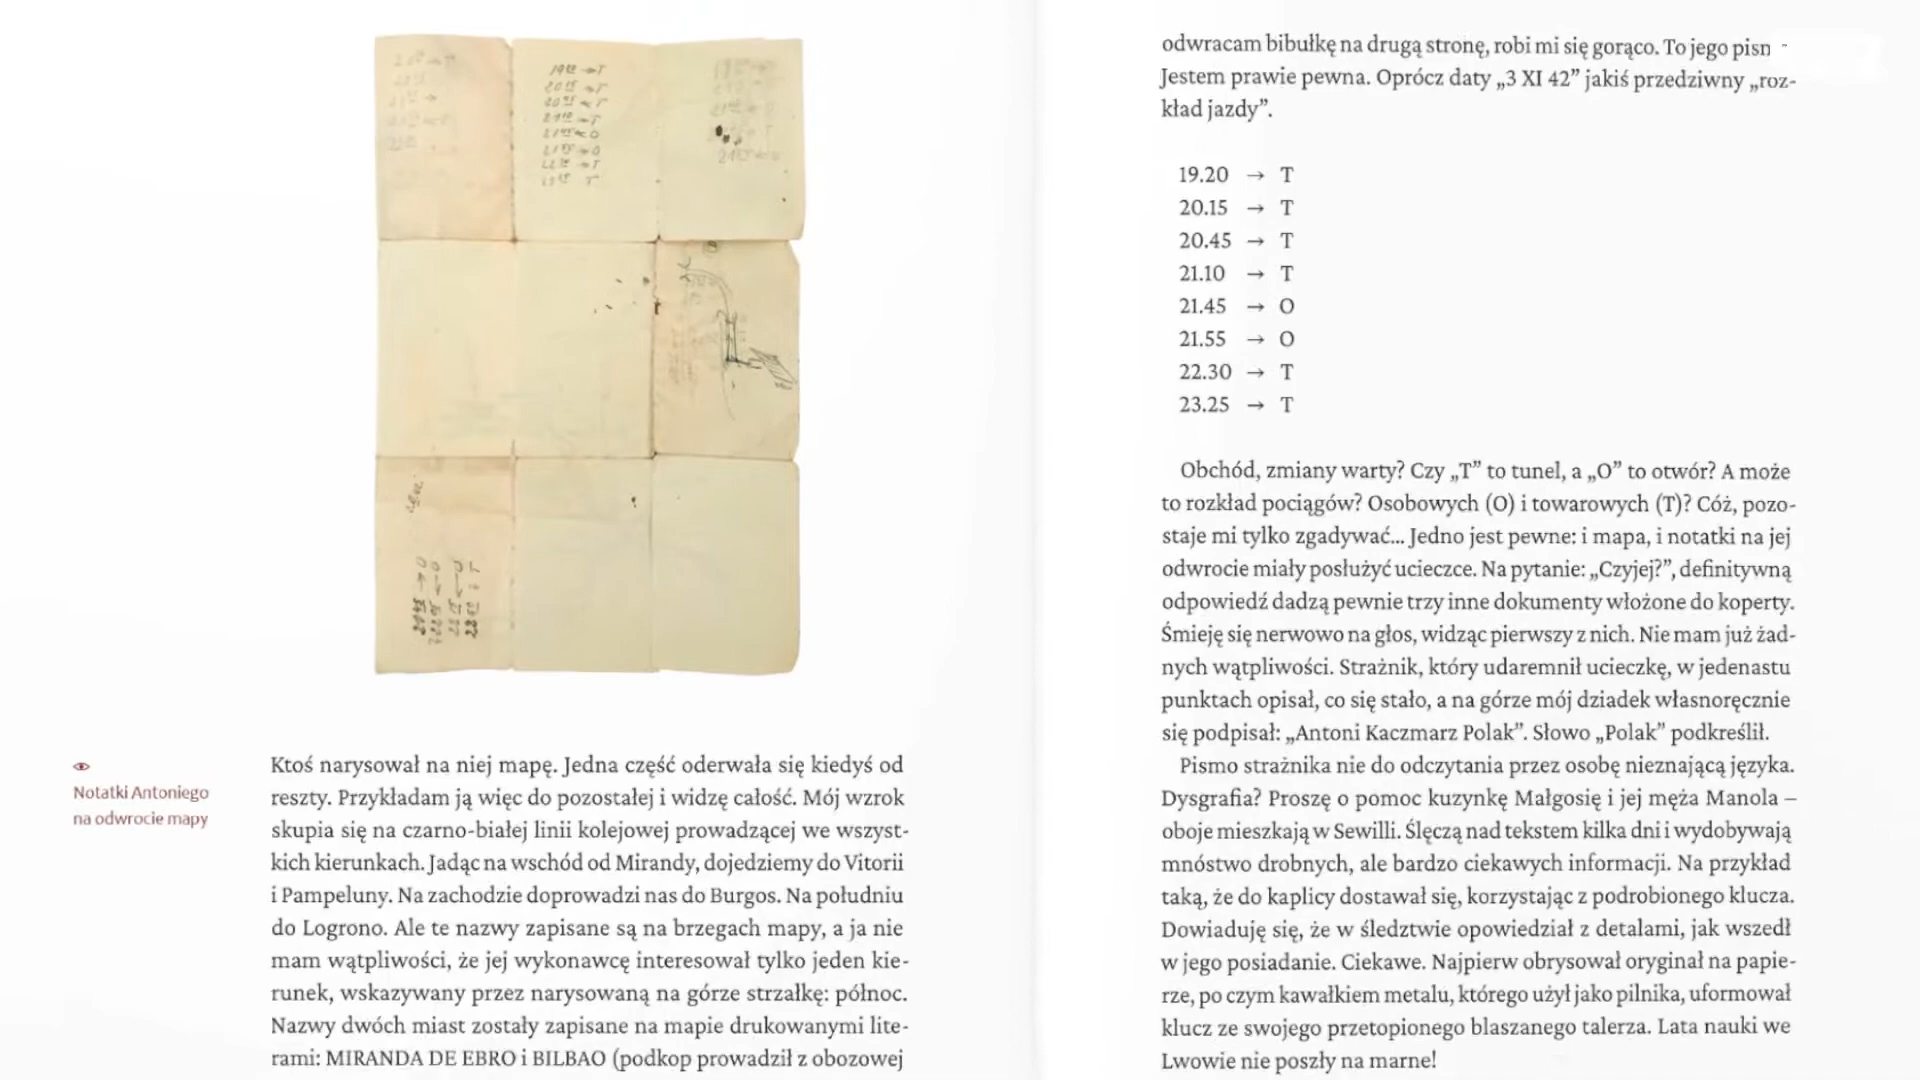 19 20 → T
20 15 → T
Notatki Antoniego
na odwrocie mapy
Ktoś narysował na niej mapę. Jedna część oderwała się kiedyś od
reszty. Przykładam ją więc do pozostałej i widzę całość. Mój wzrok
skupia się na czarno-białej linii kolejowej prowadzącej we wszyst-
kich kierunkach. Jadąc na wschód od Mirandy, dojedziemy do Vitorii
i Pampeluny. Na zachodzie doprowadzi nas do Burgos. Na południu
do Logrono. Ale te nazwy zapisane są na brzegach mapy, a ja nie
mam wątpliwości, że jej wykonawcę interesował tylko jeden kie-
runek, wskazywany przez narysowaną na górze strzałkę: północ.
Nazwy dwóch miast zostały zapisane na mapie drukowanymi lite-
rami: MIRANDA DE EBRO i BILBAO (podkop prowadził z obozowej
odwracam bibułkę na drugą stronę, robi mi się gorąco. To jego
Jestem prawie pewna. Oprócz daty „3 XI 42” jakiś przedziwny „roz-
kład jazdy”.
19.20 → T
20.15 → T
20.45 → T
21.10 → T
21.45 → O
21.55 → O
22.30 → T
23.25 → T
Obchód, zmiany warty? Czy „T” to tunel, a „O” to otwór? A może
to rozkład pociągów? Osobowych (O) i towarowych (T)? Cóż, pozo-
staje mi tylko zgadywać... Jedno jest pewne: i mapa, i notatki na jej
odwrocie miały posłużyć ucieczce. Na pytanie: „Czyjej?”, definitywną
odpowiedź dadzą pewnie trzy inne dokumenty włożone do koperty.
Śmieję się nerwowo na głos, widząc pierwszy z nich. Nie mam już żad-
nych wątpliwości. Strażnik, który udaremnił ucieczkę, w jedenastu
punktach opisał, co się stało, a na górze mój dziadek własnoręcznie
się podpisał: „Antoni Kaczmarz Polak”. Słowo „Polak” podkreślił.
Pismo strażnika nie do odczytania przez osobę nieznającą języka.
Dysgrafia? Proszę o pomoc kuzynkę Małgosię i jej męża Manola –
oboje mieszkają w Sewilli. Ślęczą nad tekstem kilka dni i wydobywają
mnóstwo drobnych, ale bardzo ciekawych informacji. Na przykład
taką, że do kaplicy dostawał się, korzystając z podrobionego klucza.
Dowiaduję się, że w śledztwie opowiedział z detalami, jak wszedł
w jego posiadanie. Ciekawe. Najpierw obrysował oryginał na papie-
rze, po czym kawałkiem metalu, którego użył jako pilnika, uformował
klucz ze swojego przetopionego blaszanego talerza. Lata nauki we
Lwowie nie poszły na marne!